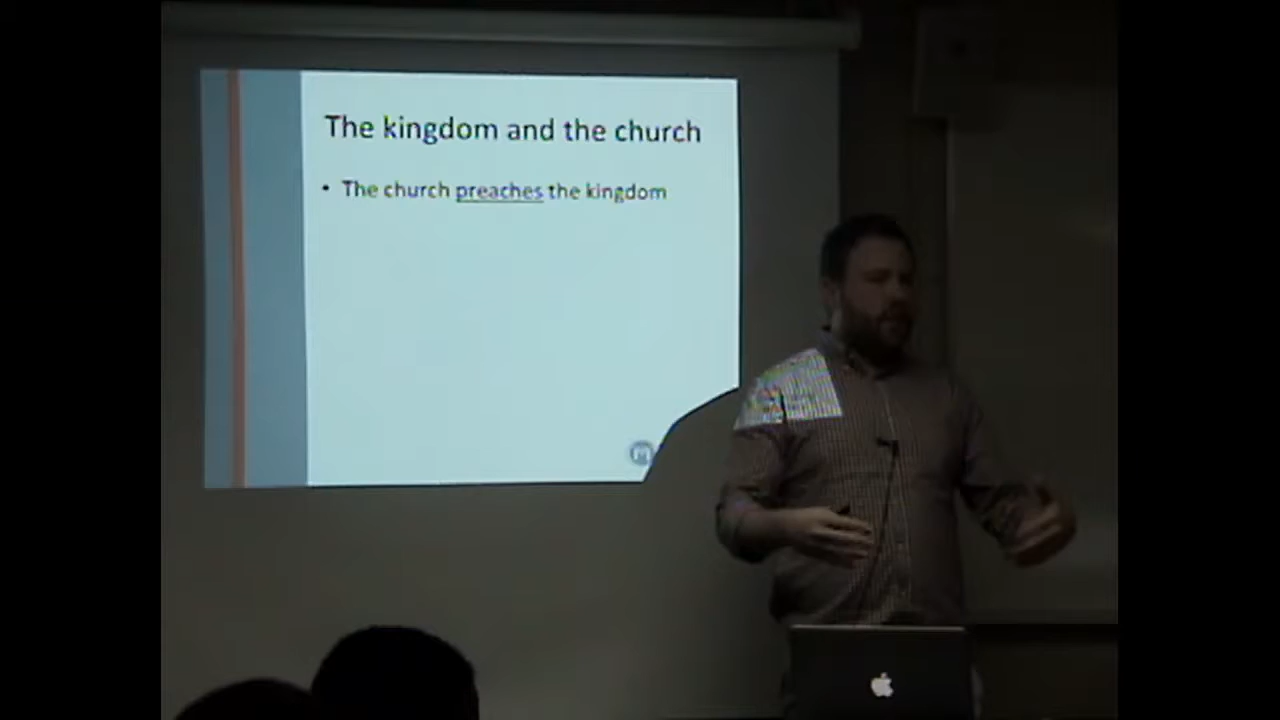 The kingdom and the church
• The church preaches the kingdom